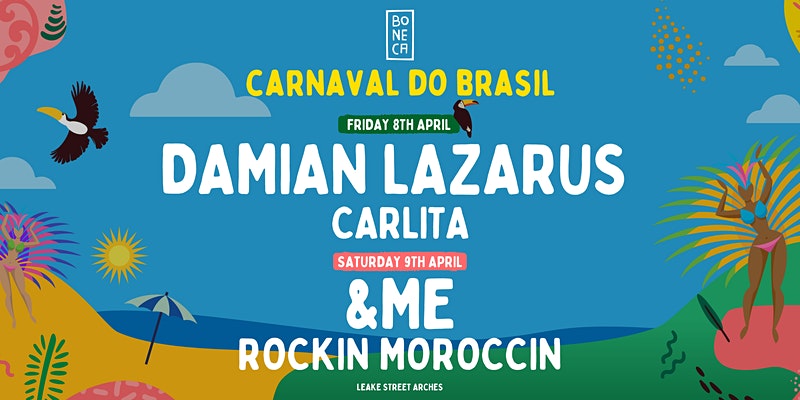 BO
NE
CA
CARNAVAL DO BRASIL
FRIDAY 8TH APRIL
DAMIAN LAZARUS
CARLITA
SATURDAY 9TH APRIL
&ME
ROCKIN MOROCCIN
LEAKE STREET ARCHES